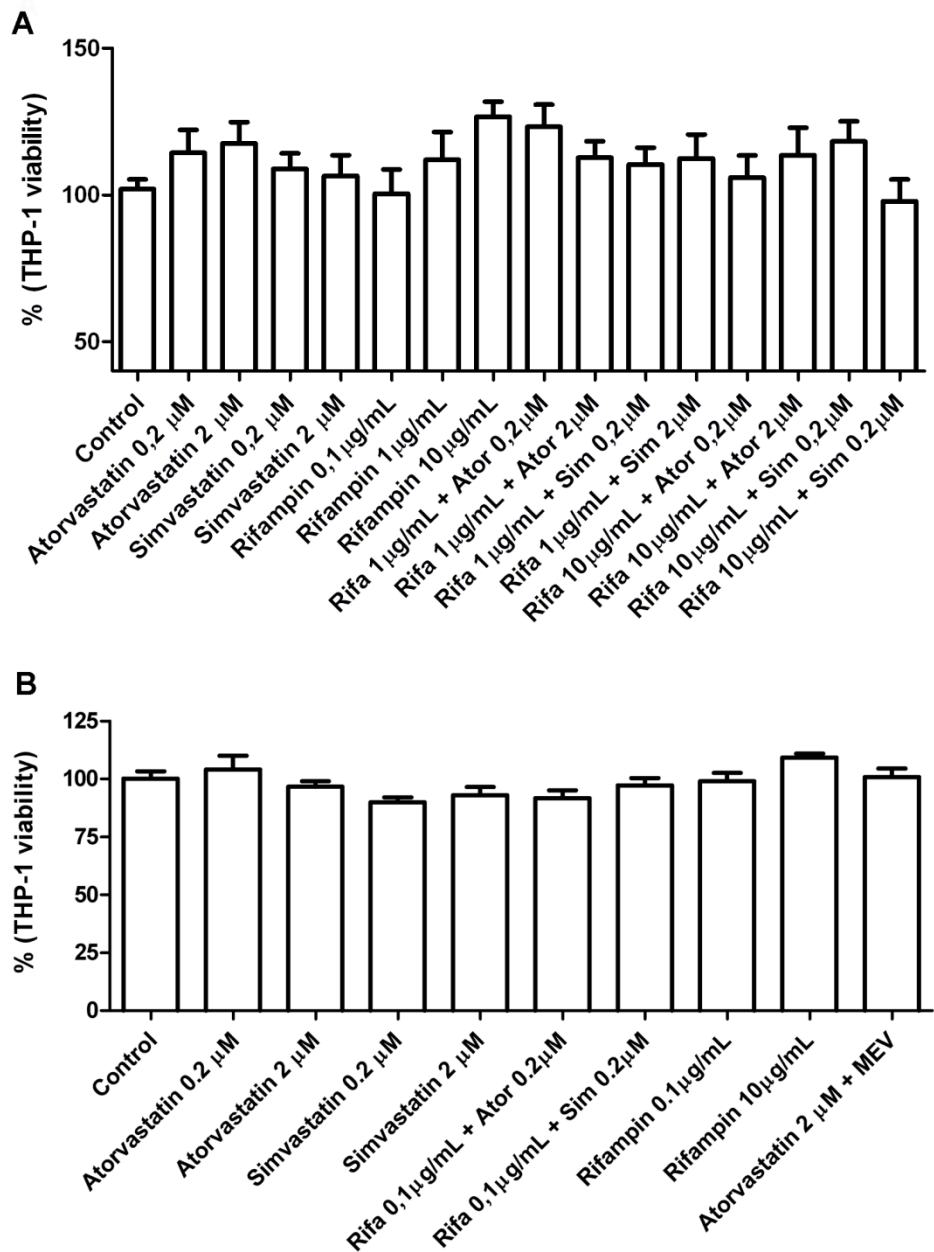 A
% (THP-1 viability)
150
100
50
Control
Atorvastatin 0,2 μM
Atorvastatin 2 μM
Simvastatin 0,2 μM
Simvastatin 2 μM
Rifampin 0,1μg/mL
Rifampin 1μg/mL
Rifampin 10μg/mL
Rifa 1μg/mL + Ator 0,2μM
Rifa 1μg/mL + Ator 2μM
Rifa 1μg/mL + Sim 0,2μM
Rifa 1μg/mL + Sim 2μM
Rifa 10μg/mL + Ator 0,2μM
Rifa 10μg/mL + Ator 2μM
Rifa 10μg/mL + Sim 0,2μM
Rifa 10μg/mL + Sim 0.2μM
B
% (THP-1 viability)
125
100
75
50
25
0
Control
Atorvastatin 0.2 μM
Atorvastatin 2 μM
Simvastatin 0.2 μM
Simvastatin 2 μM
Rifa 0,1μg/mL + Ator 0.2μM
Rifa 0,1μg/mL + Sim 0.2μM
Rifampin 0.1μg/mL
Rifampin 10μg/mL
Atorvastatin 2 μM + MEV